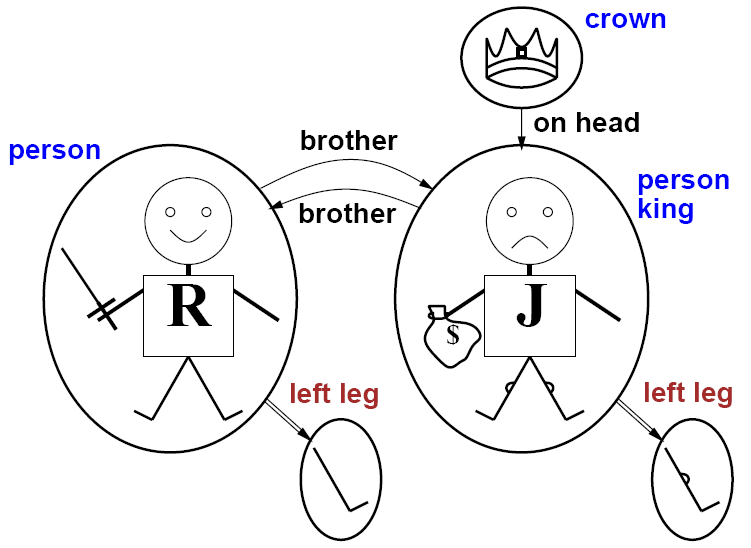 crown
on head
person
brother
person
king
brother
R
J
$
left leg
left leg